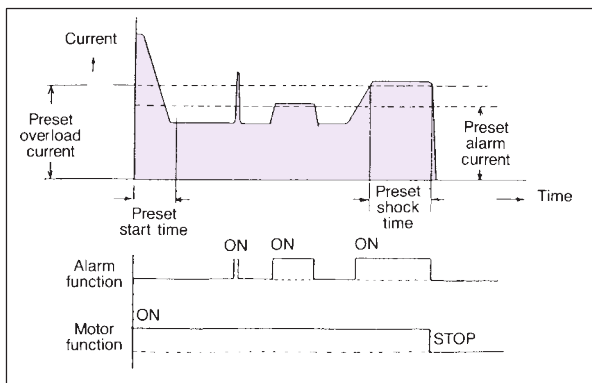 Current
Preset
overload
current
Preset
alarm
current
Time
Preset
start time
Preset
shock
time
ON
ON
ON
Alarm
function
ON
Motor
function
STOP